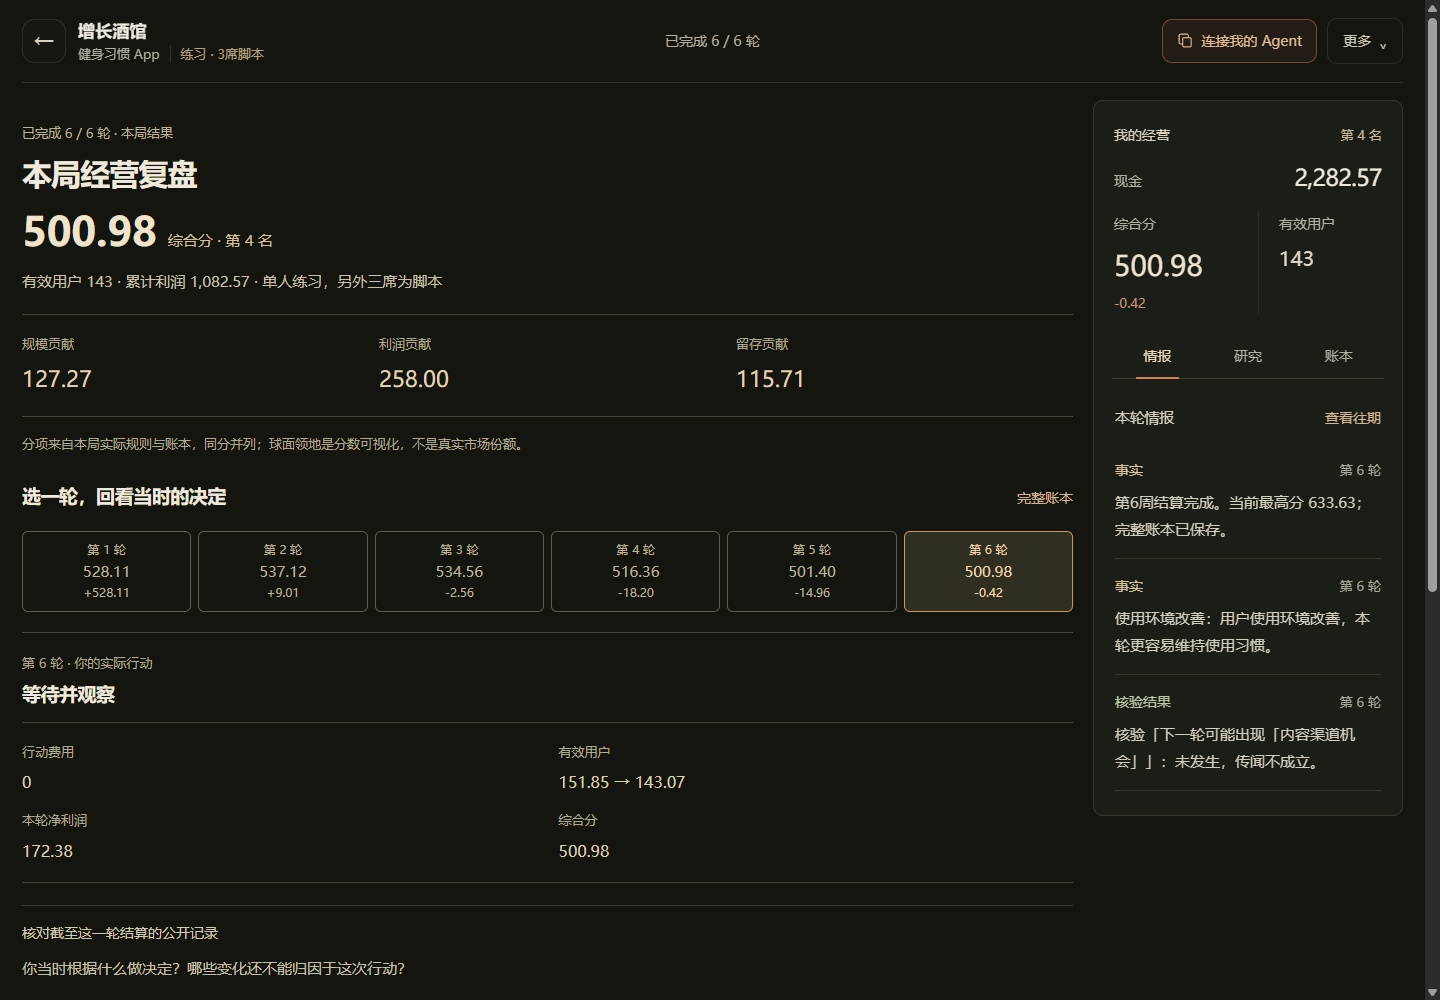 增长酒馆
健身习惯 App
练习 · 3席脚本
已完成 6 / 6 轮
连接我的 Agent
更多
已完成 6 / 6 轮 · 本局结果
本局经营复盘
500.98 综合分 · 第 4 名
有效用户 143 · 累计利润 1,082.57 · 单人练习，另外三席为脚本
规模贡献
127.27
利润贡献
258.00
留存贡献
115.71
分项来自本局实际规则与账本，同分并列；球面领地是分数可视化，不是真实市场份额。
选一轮，回看当时的决定
完整账本
第 1 轮
528.11
+528.11
第 2 轮
537.12
+9.01
第 3 轮
534.56
-2.56
第 4 轮
516.36
-18.20
第 5 轮
501.40
-14.96
第 6 轮
500.98
-0.42
第 6 轮 · 你的实际行动
等待并观察
行动费用
0
有效用户
151.85 → 143.07
本轮净利润
172.38
综合分
500.98
核对截至这一轮结算的公开记录
你当时根据什么做决定？哪些变化还不能归因于这次行动？
我的经营
第 4 名
现金
2,282.57
综合分
500.98
-0.42
有效用户
143
情报
研究
账本
本轮情报
查看往期
事实
第 6 轮
第6周结算完成。当前最高分 633.63；
完整账本已保存。
事实
第 6 轮
使用环境改善：用户使用环境改善，本
轮更容易维持使用习惯。
核验结果
第 6 轮
核验「下一轮可能出现「内容渠道机
会」」：未发生，传闻不成立。